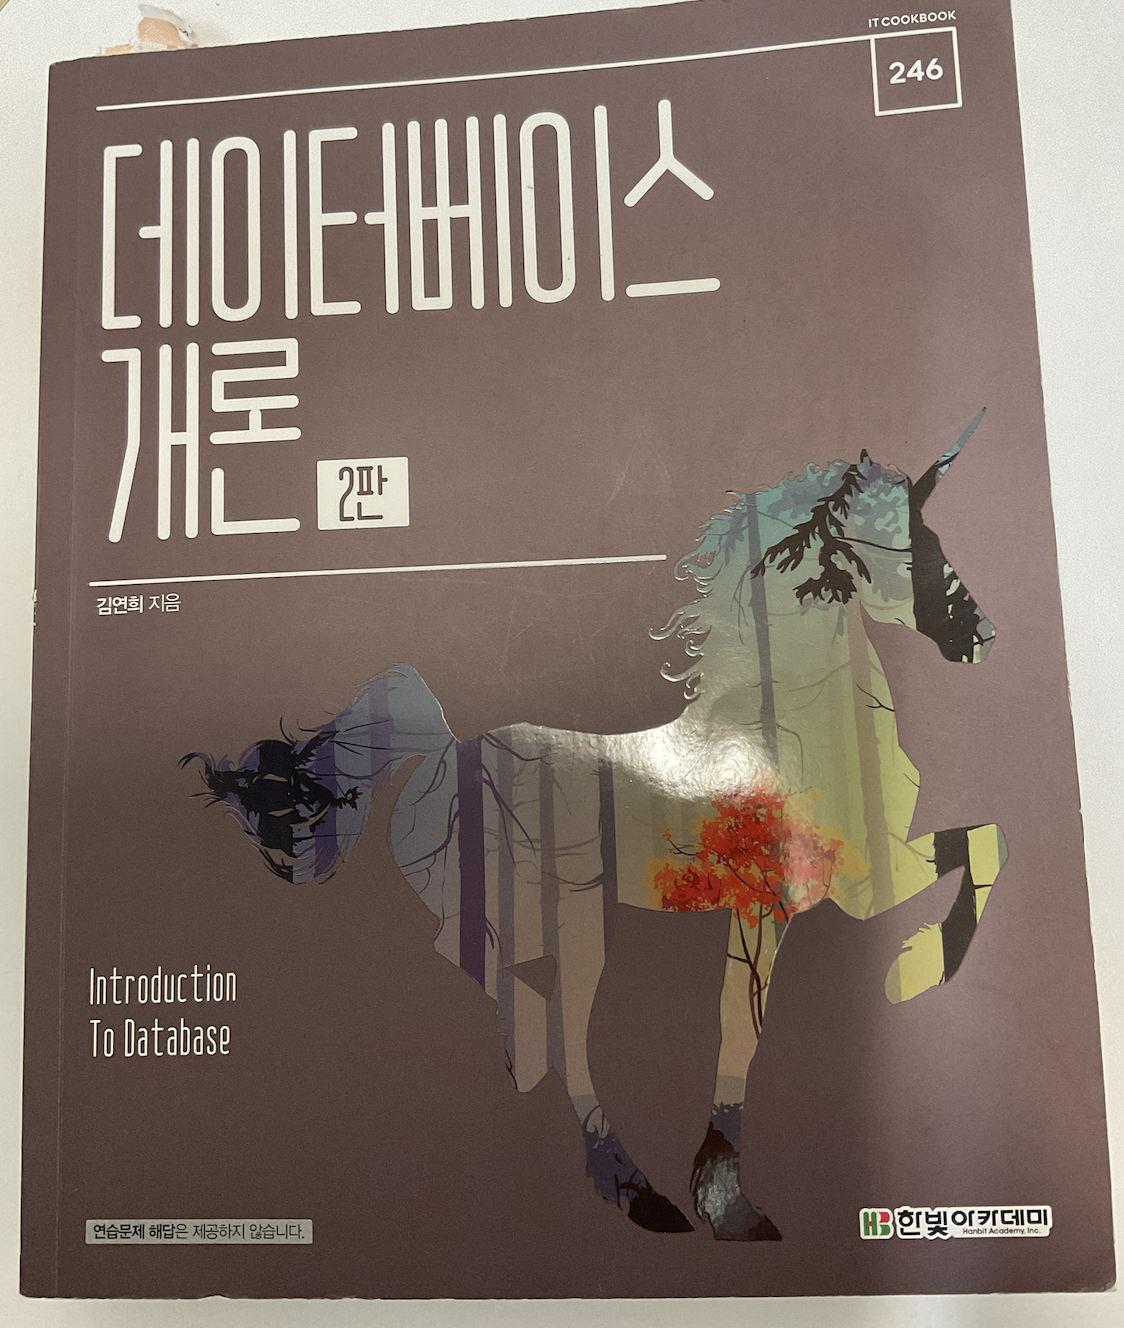 IT COOKBOOK
246
데이터베이스
개론
2판
김연희 지음
Introduction
To Database
연습문제 해답은 제공하지 않습니다.
HB 한빛아카데미
Hanbit Academy, Inc.